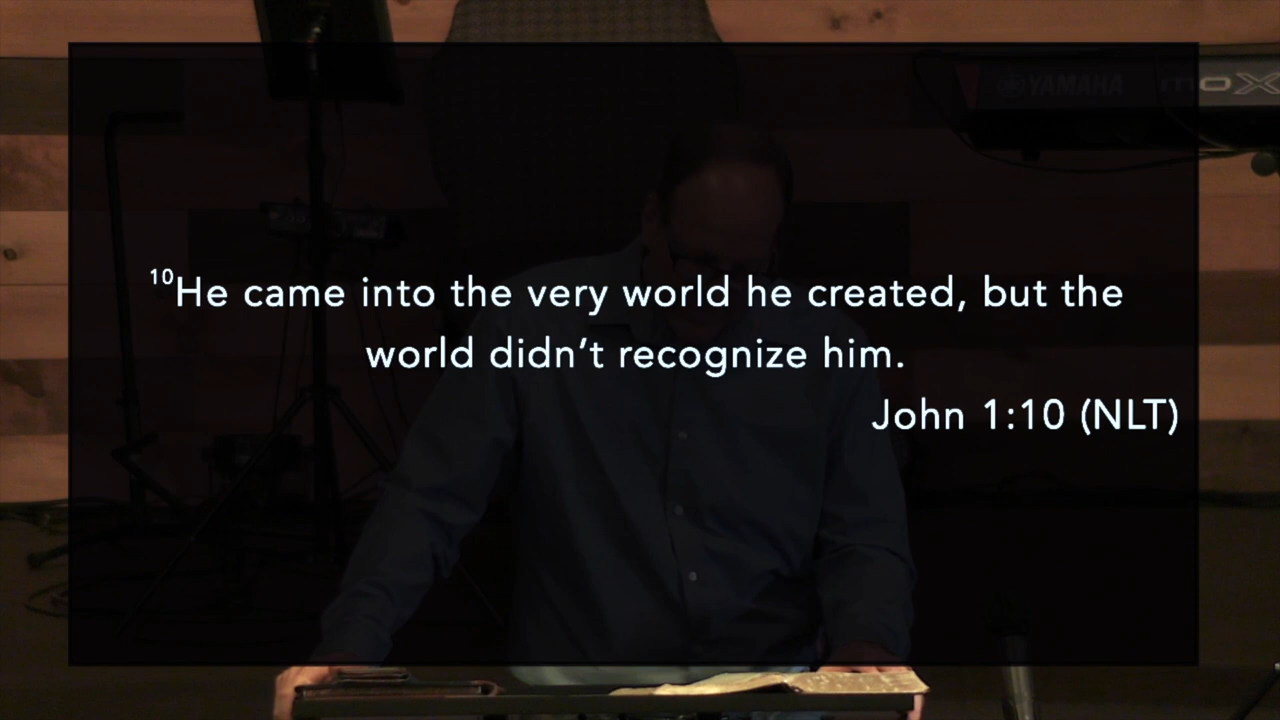 YAMAHA moX
¹⁰He came into the very world he created, but the
world didn’t recognize him.
John 1:10 (NLT)